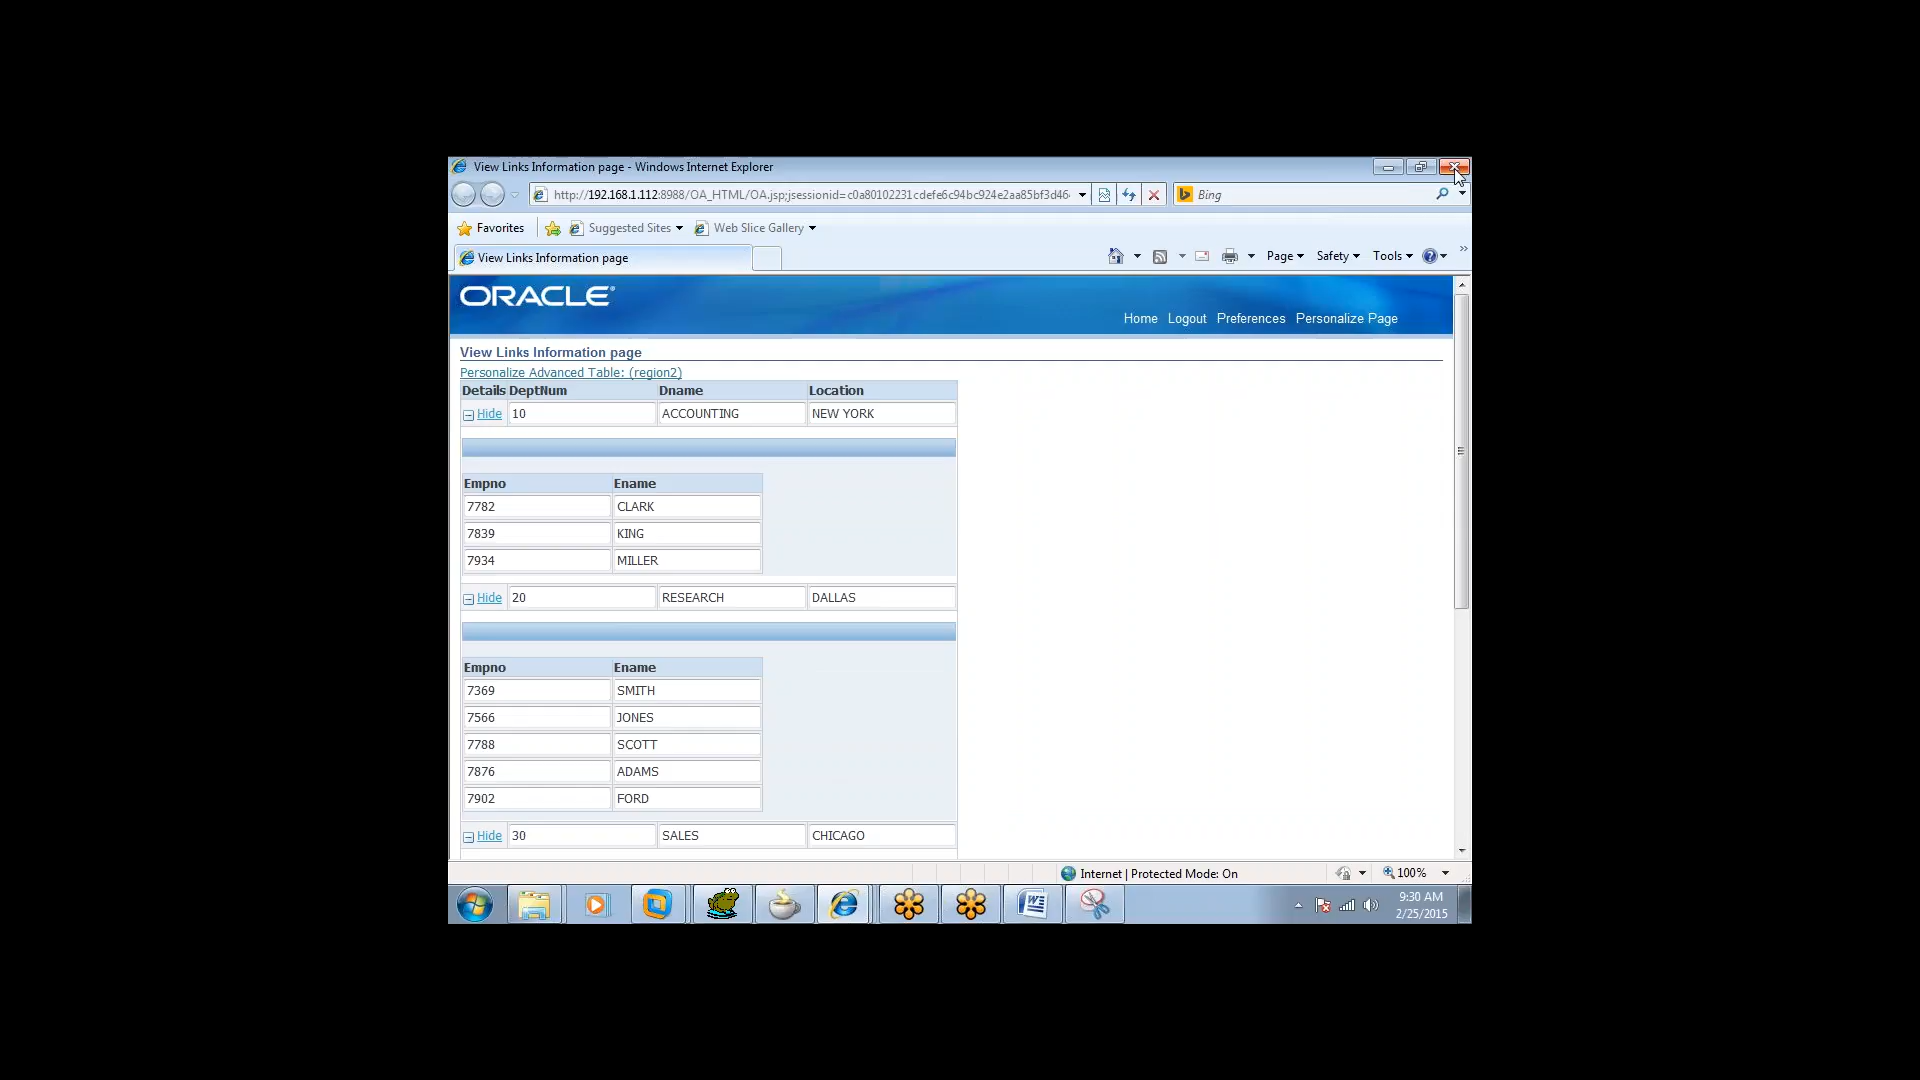 View Links Information page - Windows Internet Explorer
http://192.168.1.112:8988/OA_HTML/OA.jsp;jsessionid=c0a80102231cdefe6c94bc924e2aa85bf3d46
Bing
Favorites Suggested Sites Web Slice Gallery
View Links Information page Page Safety Tools
ORACLE
Home Logout Preferences Personalize Page
View Links Information page
Personalize Advanced Table: (region2)
Details DeptNum Dname Location
Hide 10 ACCOUNTING NEW YORK
Empno Ename
7782 CLARK
7839 KING
7934 MILLER
Hide 20 RESEARCH DALLAS
Empno Ename
7369 SMITH
7566 JONES
7788 SCOTT
7876 ADAMS
7902 FORD
Hide 30 SALES CHICAGO
Internet | Protected Mode: On 100%
9:30 AM
2/25/2015